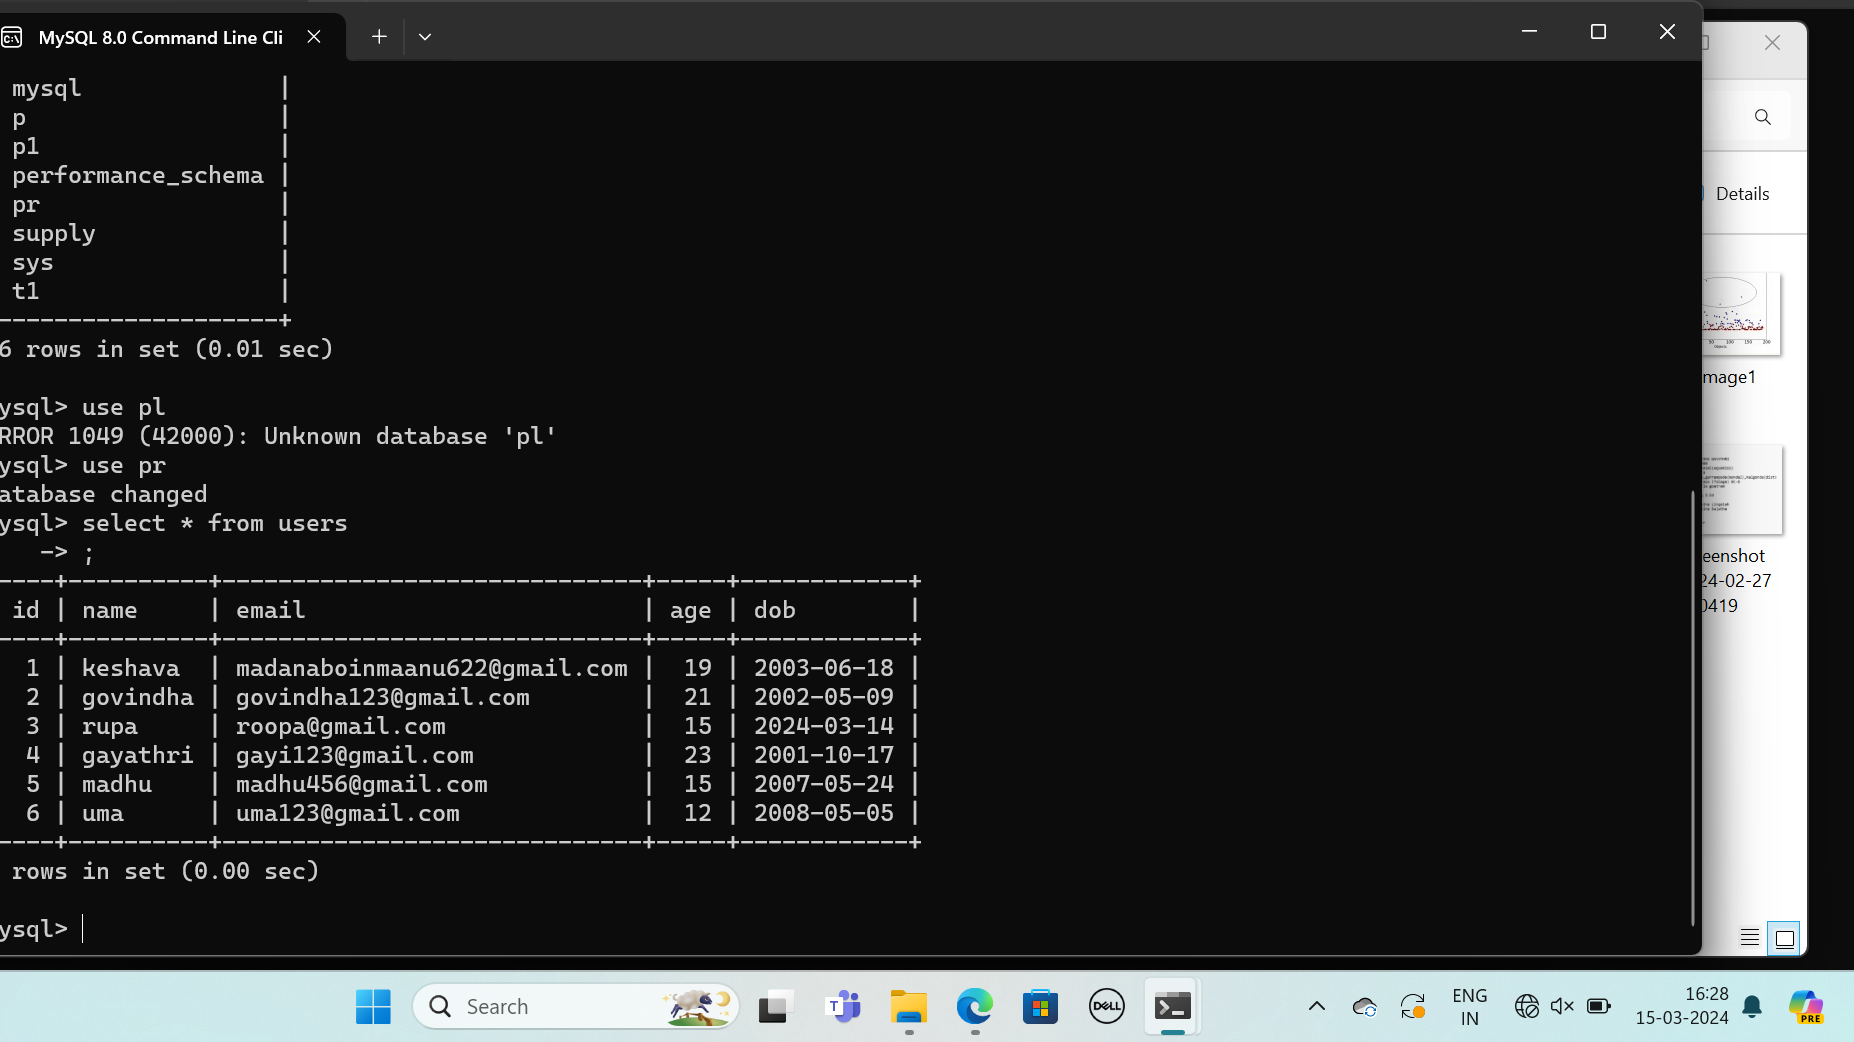 MySQL 8.0 Command Line Cli
mysql |
p |
p1 |
performance_schema |
pr |
supply |
sys |
t1 |
--------------------+
6 rows in set (0.01 sec)
ysql> use pl
RROR 1049 (42000): Unknown database 'pl'
ysql> use pr
atabase changed
ysql> select * from users
-> ;
----+----------+------------------------------+-----+------------+
id | name | email | age | dob |
----+----------+------------------------------+-----+------------+
1 | keshava | madanaboinmaanu622@gmail.com | 19 | 2003-06-18 |
2 | govindha | govindha123@gmail.com | 21 | 2002-05-09 |
3 | rupa | roopa@gmail.com | 15 | 2024-03-14 |
4 | gayathri | gayi123@gmail.com | 23 | 2001-10-17 |
5 | madhu | madhu456@gmail.com | 15 | 2007-05-24 |
6 | uma | uma123@gmail.com | 12 | 2008-05-05 |
----+----------+------------------------------+-----+------------+
rows in set (0.00 sec)
ysql>
Details
mage1
eenshot
24-02-27
0419
Search
T
DELL
ENG
IN
16:28
15-03-2024
PRE